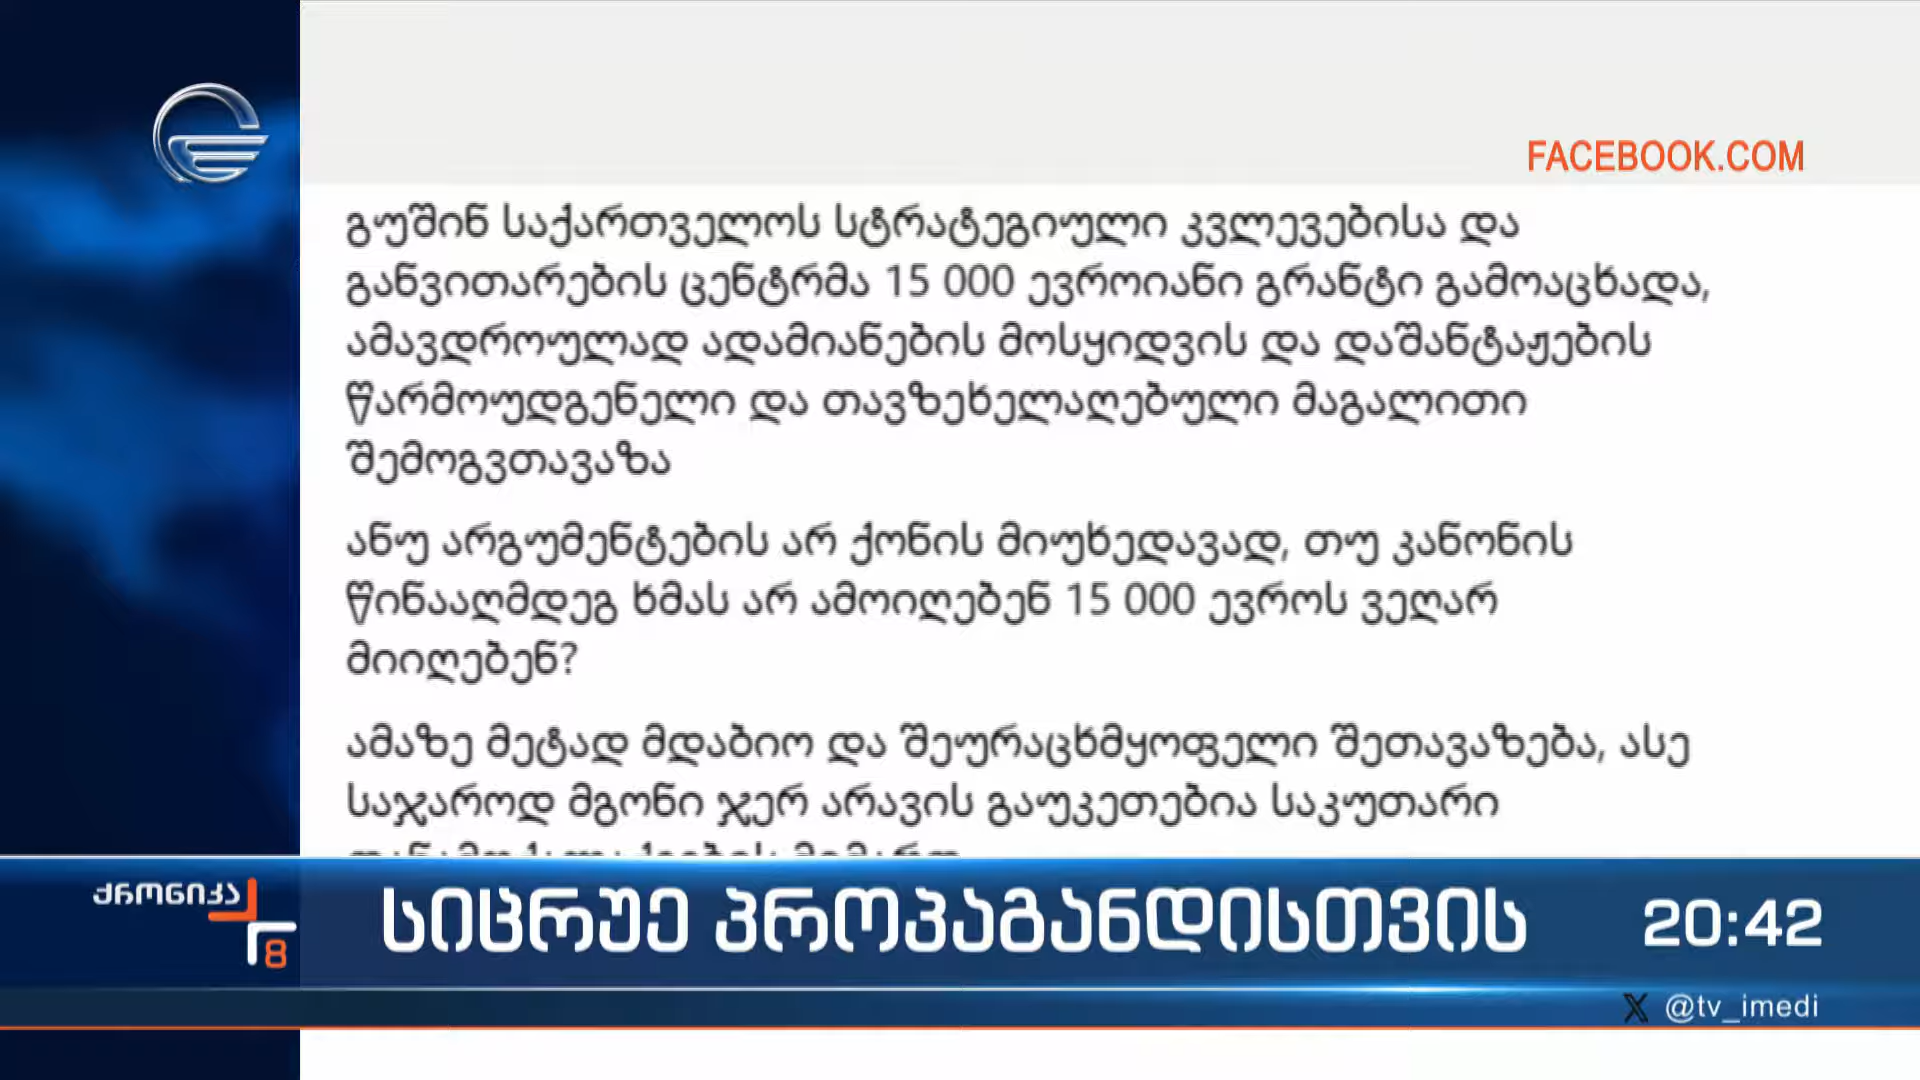 FACEBOOK.COM
გუშინ საქართველოს სტრატეგიული კვლევებისა და
განვითარების ცენტრმა 15 000 ევროიანი გრანტი გამოაცხადა,
ამავდროულად ადამიანების მოსყიდვის და დაშანტაჟების
წარმოუდგენელი და თავზეხელაღებული მაგალითი
შემოგვთავაზა
ანუ არგუმენტების არ ქონის მიუხედავად, თუ კანონის
წინააღმდეგ ხმას არ ამოიღებენ 15 000 ევროს ვეღარ
მიიღებენ?
ამაზე მეტად მდაბიო და შეურაცხმყოფელი შეთავაზება, ასე
საჯაროდ მგონი ჯერ არავის გაუკეთებია საკუთარი
ქრონიკა
8
სიცრუე პროპაგანდისთვის
20:42
X @tv_imedi